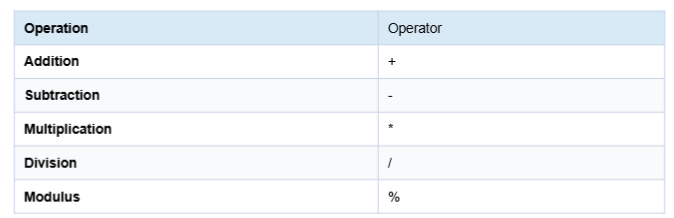 Operation Operator
Addition +
Subtraction -
Multiplication *
Division /
Modulus %